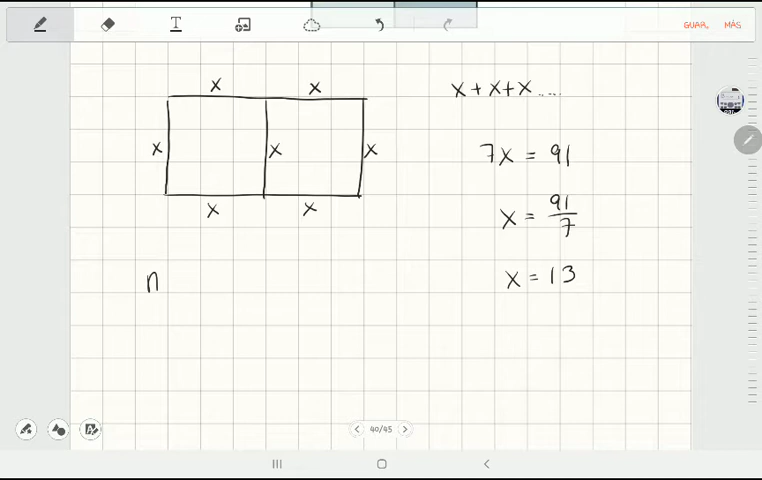 GUAR. MÁS
x x
x + x + x .....
x x x
7x = 91
x x
x = 91/7
n
x = 13
40/45